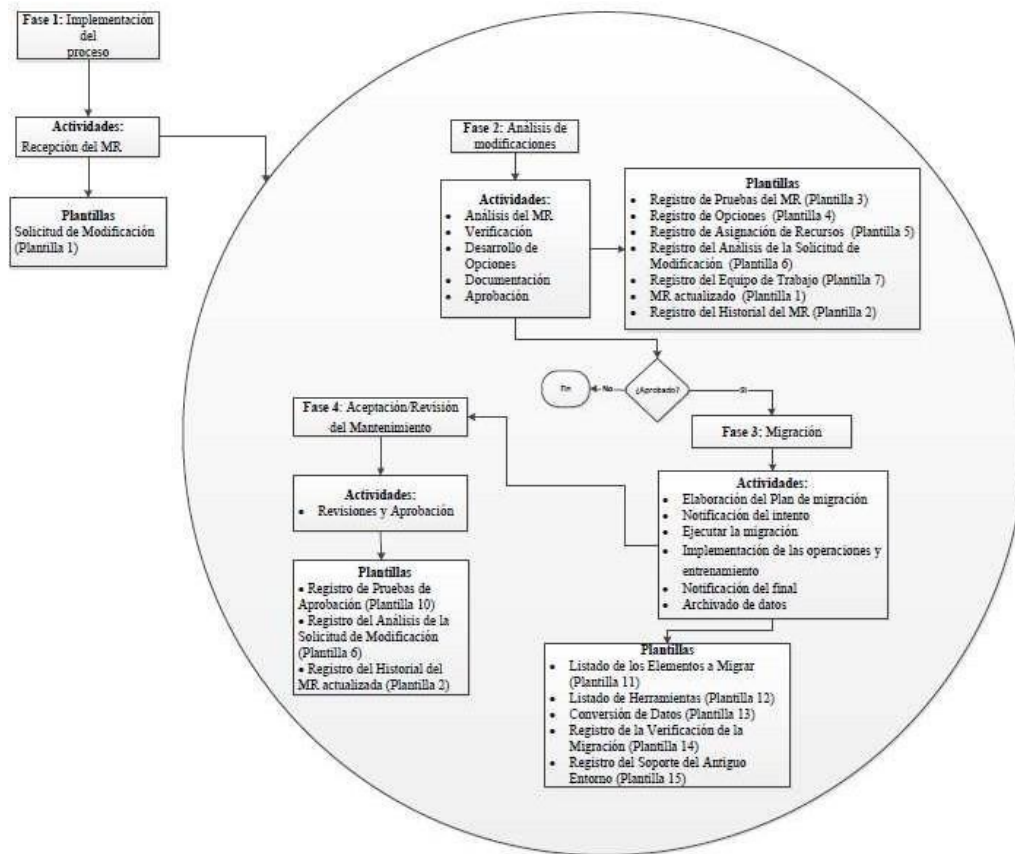 Fase 1: Implementación
del
proceso
Actividades:
Recepción del MR
Plantillas
Solicitud de Modificación
(Plantilla 1)
Fase 2: Análisis de
modificaciones
Actividades:
• Análisis del MR
• Verificación
• Desarrollo de
Opciones
• Documentación
• Aprobación
Plantillas
• Registro de Pruebas del MR (Plantilla 3)
• Registro de Opciones (Plantilla 4)
• Registro de Asignación de Recursos (Plantilla 5)
• Registro del Análisis de la Solicitud de
Modificación (Plantilla 6)
• Registro del Equipo de Trabajo (Plantilla 7)
• MR actualizado (Plantilla 1)
• Registro del Historial del MR (Plantilla 2)
¿Aprobado?
No
Fin
Si
Fase 3: Migración
Actividades:
• Elaboración del Plan de migración
• Notificación del intento
• Ejecutar la migración
• Implementación de las operaciones y
entrenamiento
• Notificación del final
• Archivado de datos
Plantillas
• Listado de los Elementos a Migrar
(Plantilla 11)
• Listado de Herramientas (Plantilla 12)
• Conversión de Datos (Plantilla 13)
• Registro de la Verificación de la
Migración (Plantilla 14)
• Registro del Soporte del Antiguo
Entorno (Plantilla 15)
Fase 4: Aceptación/Revisión
del Mantenimiento
Actividades:
• Revisiones y Aprobación
Plantillas
• Registro de Pruebas de
Aprobación (Plantilla 10)
• Registro del Análisis de la
Solicitud de Modificación
(Plantilla 6)
• Registro del Historial del
MR actualizada (Plantilla 2)